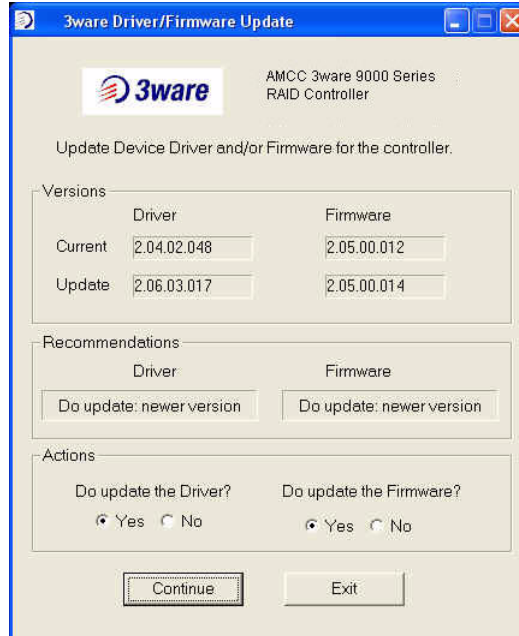 3ware Driver/Firmware Update
3ware
AMCC 3ware 9000 Series
RAID Controller
Update Device Driver and/or Firmware for the controller.
Versions
Driver Firmware
Current 2.04.02.048 2.05.00.012
Update 2.06.03.017 2.05.00.014
Recommendations
Driver Firmware
Do update: newer version Do update: newer version
Actions
Do update the Driver? Do update the Firmware?
Yes No Yes No
Continue Exit